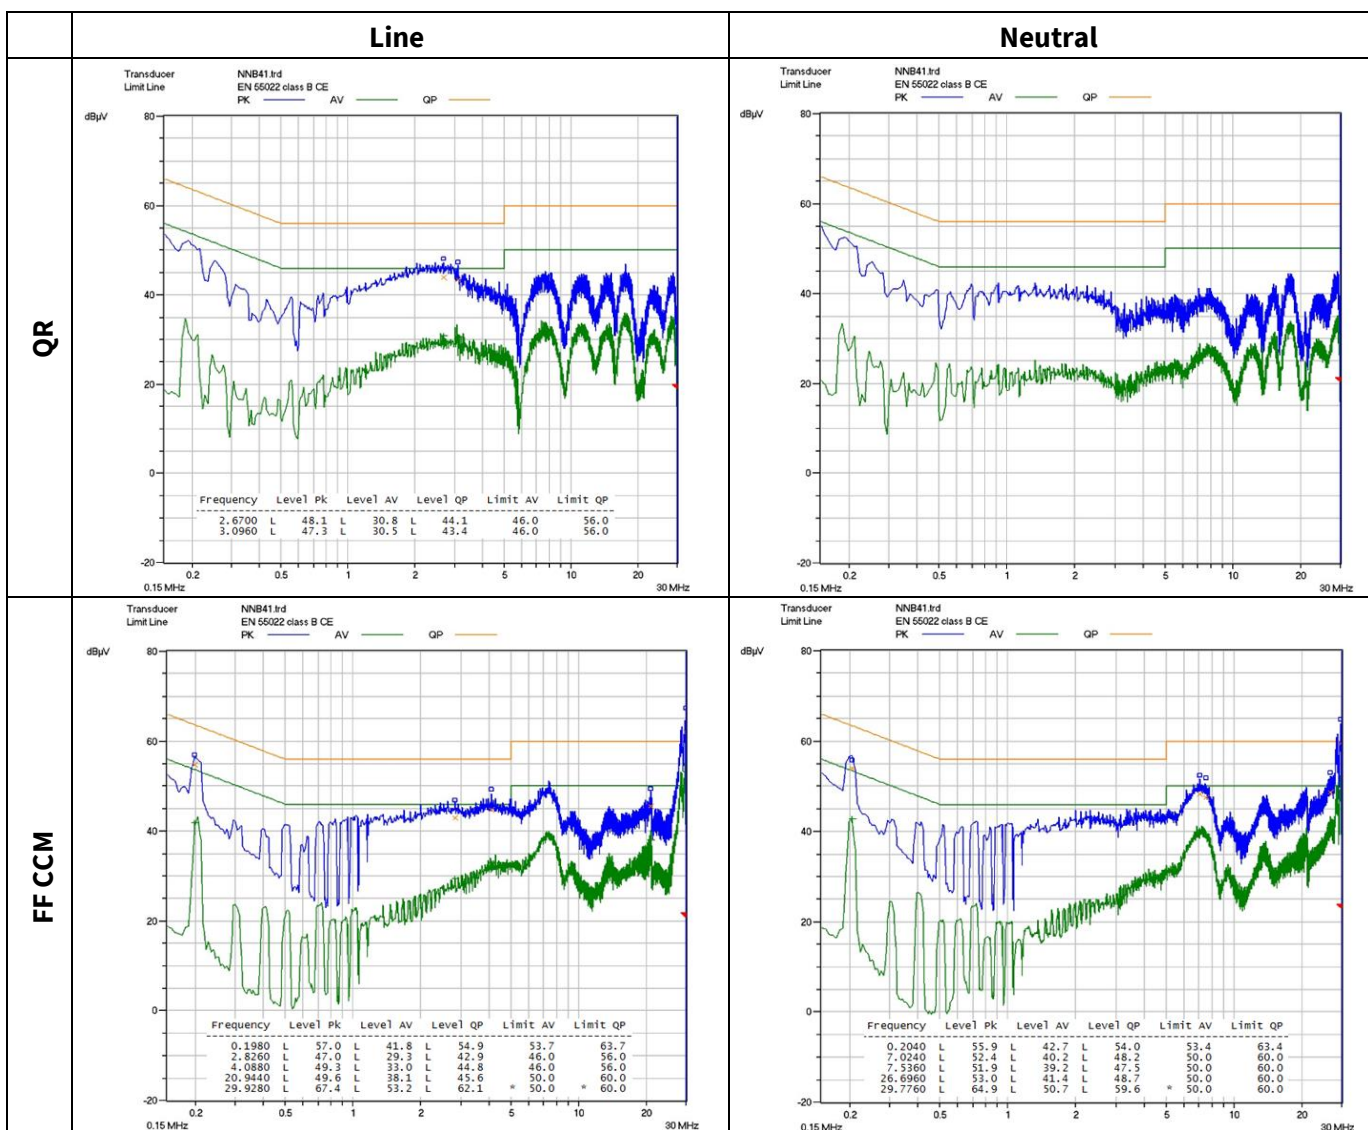 Line
Neutral
QR
Transducer NNB41.trd
Limit Line EN 55022 class B CE
PK AV QP
dBµV
80
60
40
20
0
-20
0.2 0.5 1 2 5 10 20
0.15 MHz 30 MHz
Frequency Level Pk Level AV Level QP Limit AV Limit QP
2.6700 L 48.1 L 30.8 L 44.1 46.0 56.0
3.0960 L 47.3 L 30.5 L 43.4 46.0 56.0
Transducer NNB41.trd
Limit Line EN 55022 class B CE
PK AV QP
dBµV
80
60
40
20
0
-20
0.2 0.5 1 2 5 10 20
0.15 MHz 30 MHz
FF CCM
Transducer NNB41.trd
Limit Line EN 55022 class B CE
PK AV QP
dBµV
80
60
40
20
0
-20
Frequency Level Pk Level AV Level QP Limit AV Limit QP
0.1980 L 57.0 L 41.8 L 54.9 53.7 63.7
2.8260 L 47.0 L 29.3 L 42.9 46.0 56.0
4.0880 L 49.3 L 33.0 L 44.8 46.0 56.0
20.9440 L 49.6 L 38.1 L 45.6 50.0 60.0
29.9280 L 67.4 L 53.2 L 62.1 * 50.0 * 60.0
0.2 0.5 1 2 5 10 20
0.15 MHz 30 MHz
Transducer NNB41.trd
Limit Line EN 55022 class B CE
PK AV QP
dBµV
80
60
40
20
0
-20
Frequency Level Pk Level AV Level QP Limit AV Limit QP
0.2040 L 55.9 L 42.7 L 54.0 53.4 63.4
7.0240 L 52.4 L 40.2 L 48.2 50.0 60.0
7.5360 L 51.9 L 39.2 L 47.5 50.0 60.0
26.6960 L 53.0 L 41.4 L 48.7 50.0 60.0
29.7760 L 64.9 L 50.7 L 59.6 * 50.0 60.0
0.2 0.5 1 2 5 10 20
0.15 MHz 30 MHz